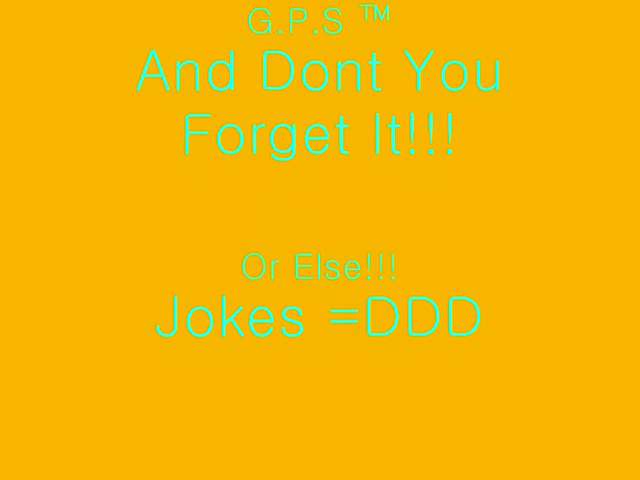 G.P.S ™
And Dont You
Forget It!!!
Or Else!!!
Jokes =DDD